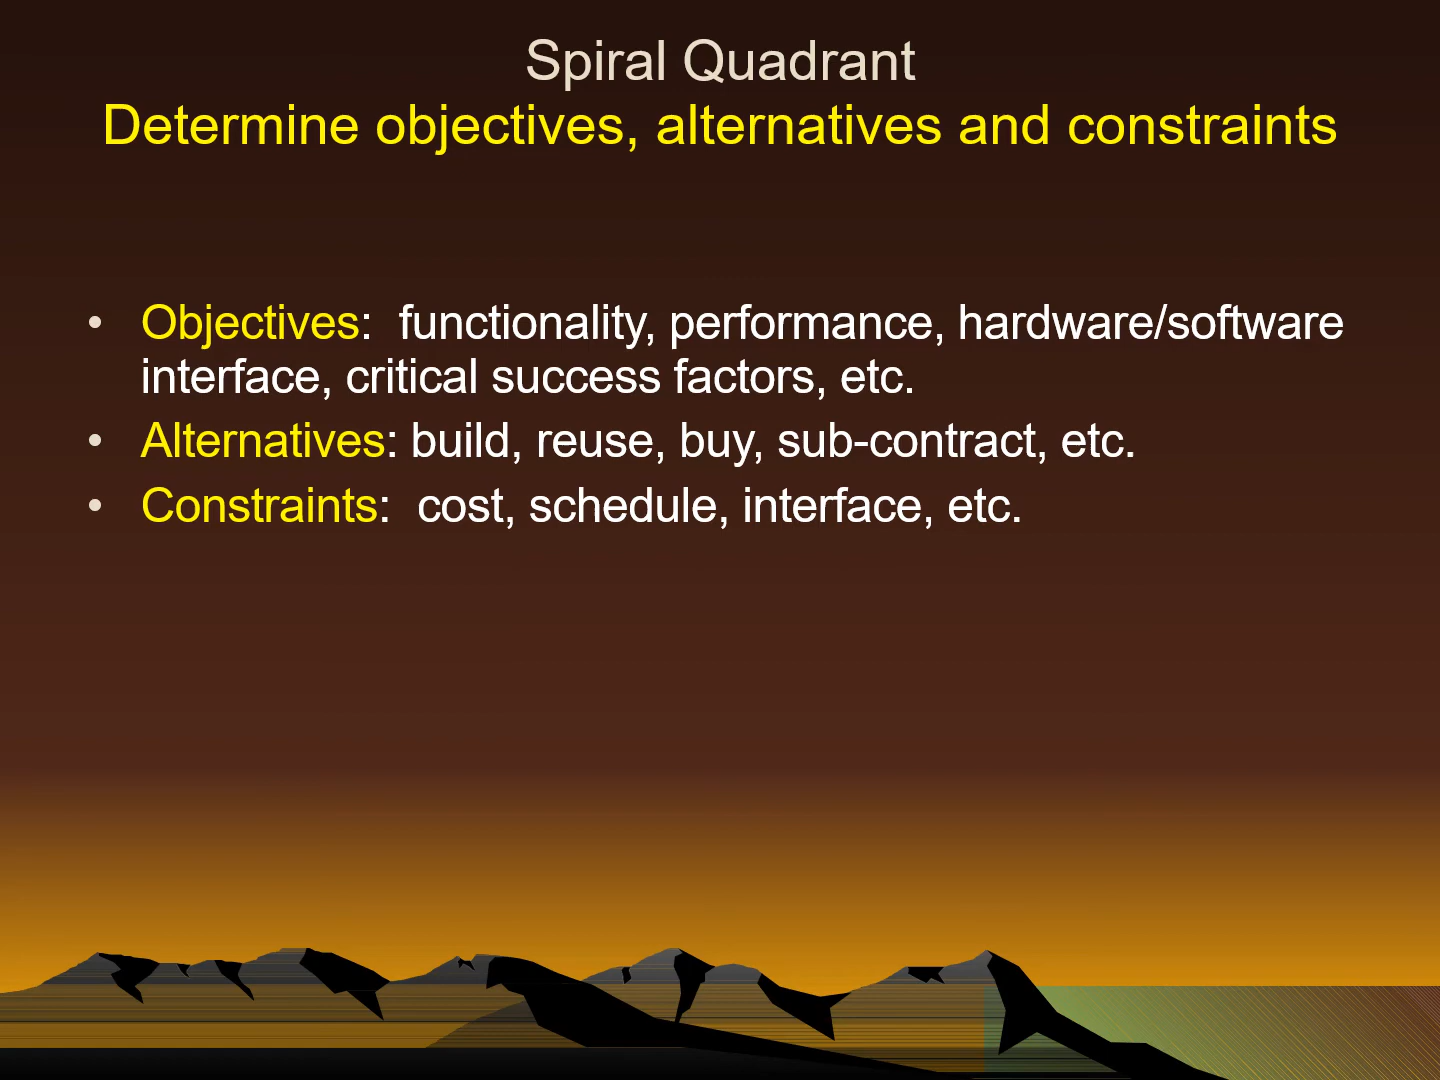 Spiral Quadrant
Determine objectives, alternatives and constraints
• Objectives:  functionality, performance, hardware/software
interface, critical success factors, etc.
• Alternatives: build, reuse, buy, sub-contract, etc.
• Constraints:  cost, schedule, interface, etc.